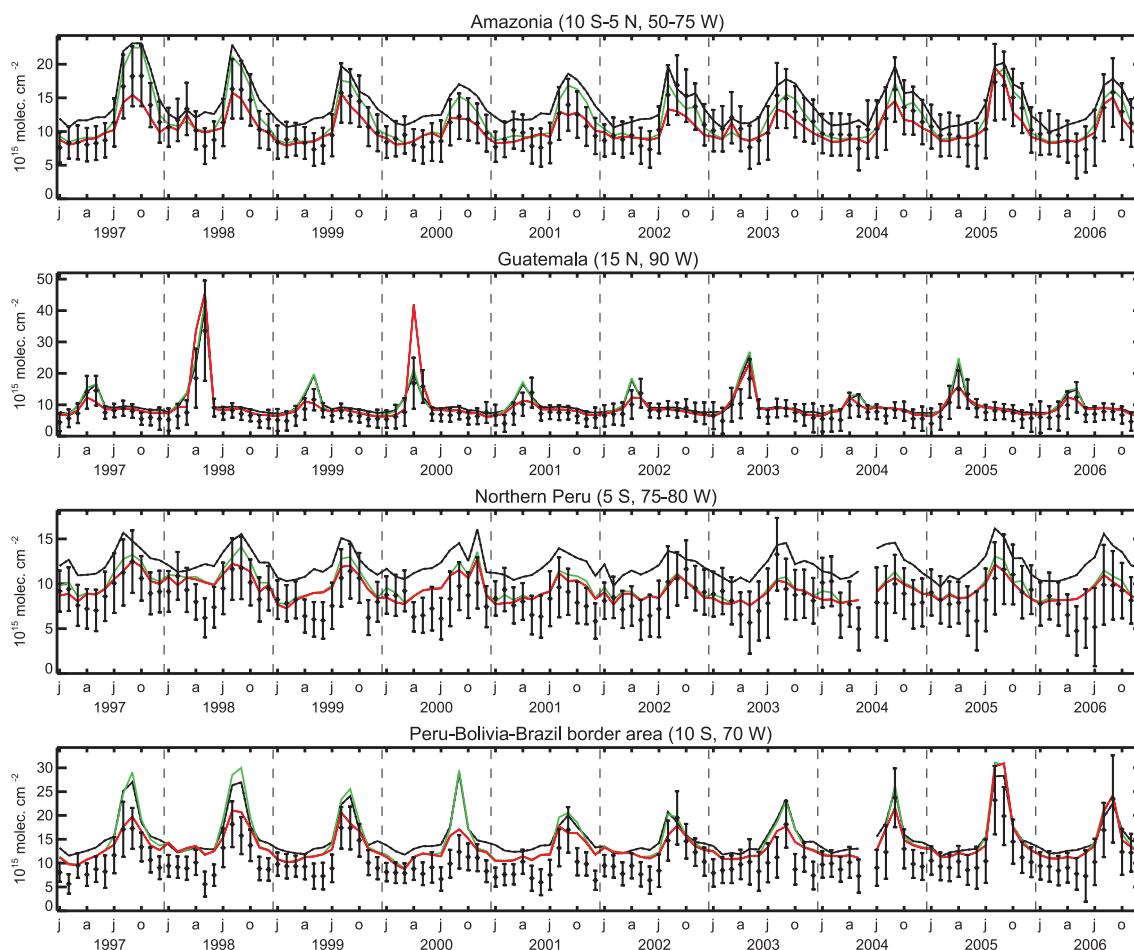 Amazonia (10 S-5 N, 50-75 W)
10¹⁵ molec. cm⁻²
20
15
10
5
0
j a j o j a j o j a j o j a j o j a j o j a j o j a j o j a j o j a j o j a j o
1997 1998 1999 2000 2001 2002 2003 2004 2005 2006
Guatemala (15 N, 90 W)
10¹⁵ molec. cm⁻²
50
40
30
20
10
0
j a j o j a j o j a j o j a j o j a j o j a j o j a j o j a j o j a j o j a j o
1997 1998 1999 2000 2001 2002 2003 2004 2005 2006
Northern Peru (5 S, 75-80 W)
10¹⁵ molec. cm⁻²
15
10
5
0
j a j o j a j o j a j o j a j o j a j o j a j o j a j o j a j o j a j o j a j o
1997 1998 1999 2000 2001 2002 2003 2004 2005 2006
Peru-Bolivia-Brazil border area (10 S, 70 W)
10¹⁵ molec. cm⁻²
30
25
20
15
10
5
0
j a j o j a j o j a j o j a j o j a j o j a j o j a j o j a j o j a j o j a j o
1997 1998 1999 2000 2001 2002 2003 2004 2005 2006